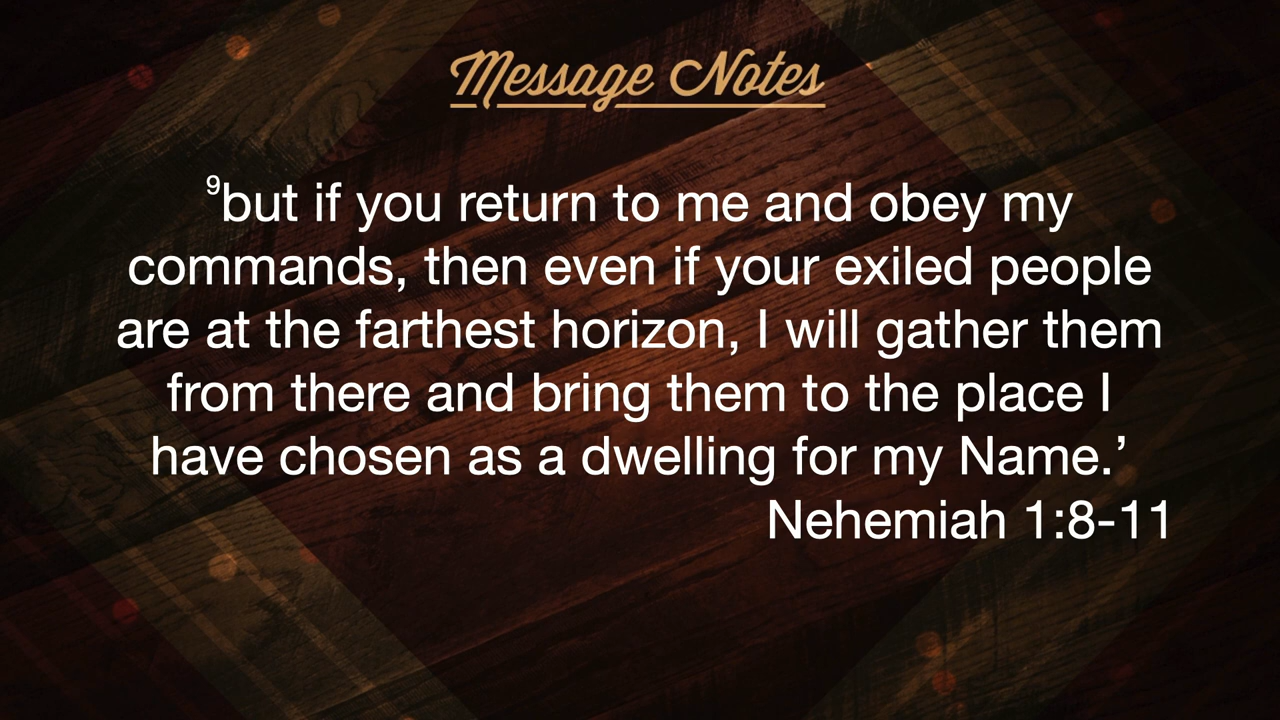 Message Notes
⁹but if you return to me and obey my
commands, then even if your exiled people
are at the farthest horizon, I will gather them
from there and bring them to the place I
have chosen as a dwelling for my Name.’
Nehemiah 1:8-11